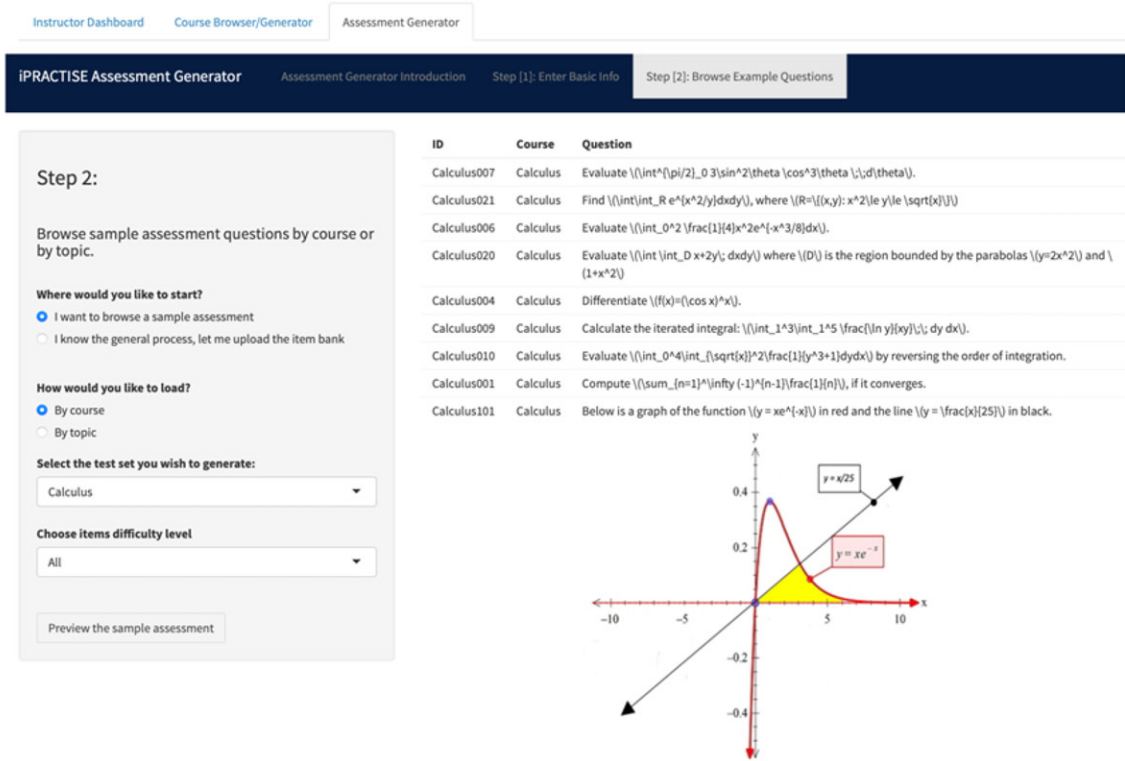 Instructor Dashboard Course Browser/Generator Assessment Generator
iPRACTISE Assessment Generator Assessment Generator Introduction Step [1]: Enter Basic Info Step [2]: Browse Example Questions
Step 2:
Browse sample assessment questions by course or
by topic.
Where would you like to start?
I want to browse a sample assessment
I know the general process, let me upload the item bank
How would you like to load?
By course
By topic
Select the test set you wish to generate:
Calculus
Choose items difficulty level
All
Preview the sample assessment
ID Course Question
Calculus007 Calculus Evaluate \(\int^{\pi/2}_0 3\sin^2\theta \cos^3\theta \;\;d\theta\).
Calculus021 Calculus Find \(\int\int_R e^{x^2/y}dxdy\), where \(R=\{(x,y): x^2\le y\le \sqrt{x}\}\)
Calculus006 Calculus Evaluate \(\int_0^2 \frac{1}{4}x^2e^{-x^3/8}dx\).
Calculus020 Calculus Evaluate \(\int \int_D x+2y\; dxdy\) where \(D\) is the region bounded by the parabolas \(y=2x^2\) and \
(1+x^2\)
Calculus004 Calculus Differentiate \(f(x)=(\cos x)^x\).
Calculus009 Calculus Calculate the iterated integral: \(\int_1^3\int_1^5 \frac{\ln y}{xy}\;\; dy dx\).
Calculus010 Calculus Evaluate \(\int_0^4\int_{\sqrt{x}}^2\frac{1}{y^3+1}dydx\) by reversing the order of integration.
Calculus001 Calculus Compute \(\sum_{n=1}^\infty (-1)^{n-1}\frac{1}{n}\), if it converges.
Calculus101 Calculus Below is a graph of the function \(y = xe^{-x}\) in red and the line \(y = \frac{x}{25}\) in black.
y
y = x/25
0.4
0.2
y = xe^-x
x
-10 -5 5 10
-0.2
-0.4